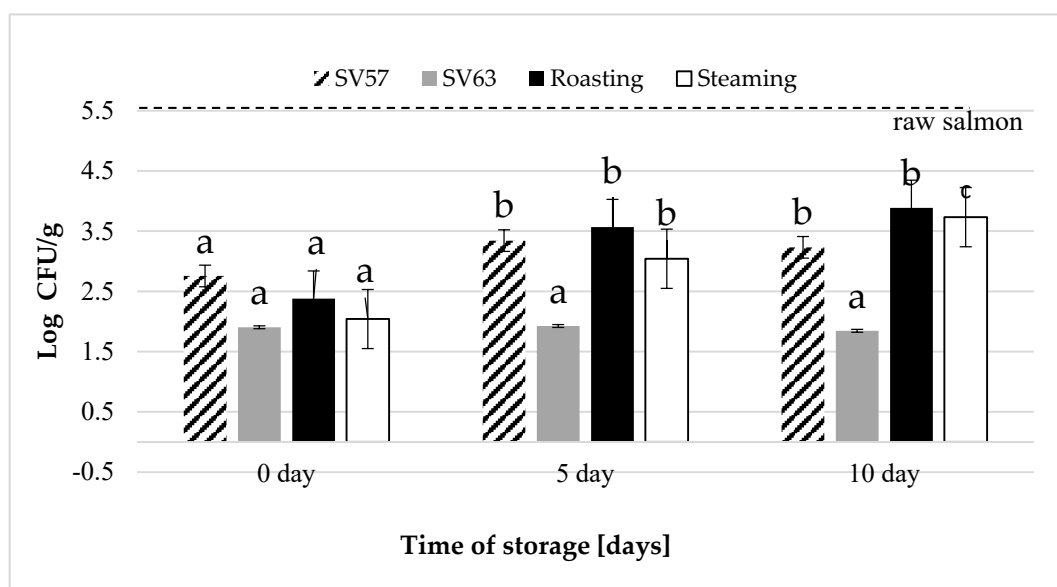 SV57 SV63 Roasting Steaming
5.5
raw salmon
4.5
b b c
b b b
3.5
a a
a
2.5
a a a
1.5
0.5
-0.5
0 day 5 day 10 day
Log CFU/g
Time of storage [days]